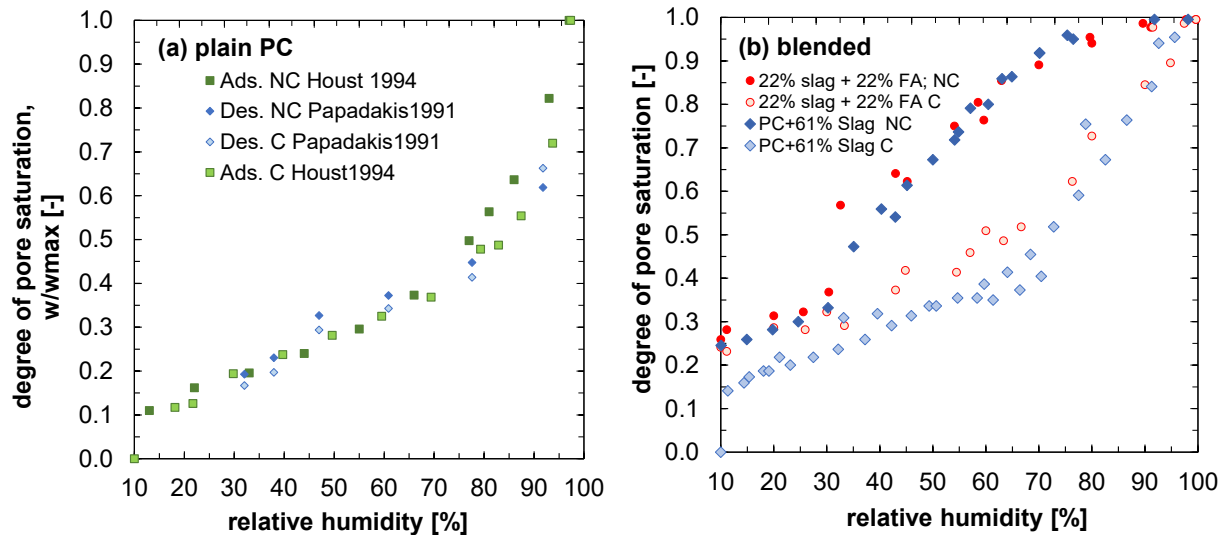 (a) plain PC
Ads. NC Houst 1994
Des. NC Papadakis1991
Des. C Papadakis1991
Ads. C Houst1994
degree of pore saturation,
w/wmax [-]
1.0
0.9
0.8
0.7
0.6
0.5
0.4
0.3
0.2
0.1
0.0
10 20 30 40 50 60 70 80 90 100
relative humidity [%]
(b) blended
22% slag + 22% FA; NC
22% slag + 22% FA C
PC+61% Slag NC
PC+61% Slag C
degree of pore saturation [-]
1.0
0.9
0.8
0.7
0.6
0.5
0.4
0.3
0.2
0.1
0.0
10 20 30 40 50 60 70 80 90 100
relative humidity [%]